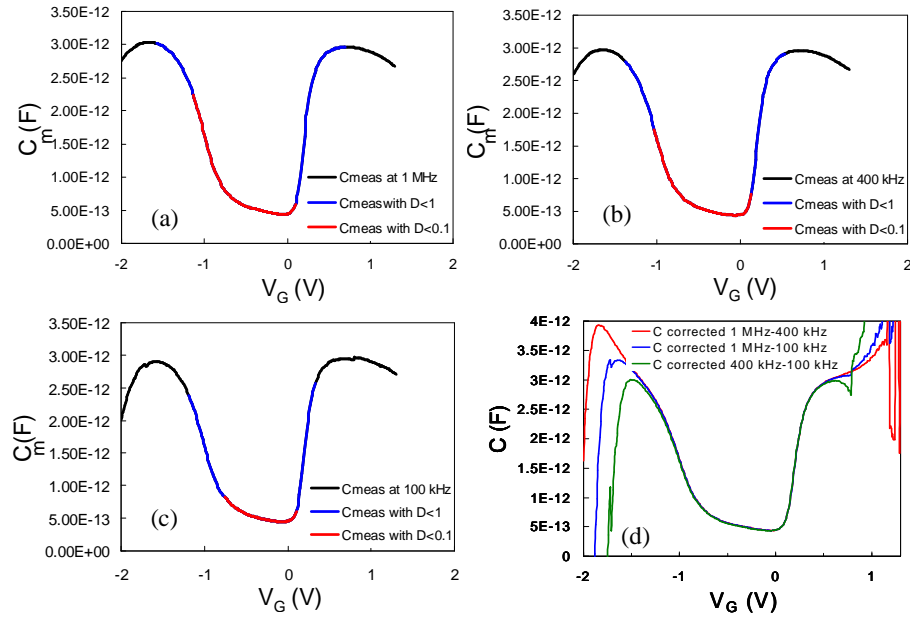 3.50E-12
3.00E-12
2.50E-12
2.00E-12
1.50E-12
1.00E-12
5.00E-13
0.00E+00
Cm(F)
-2
-1
0
1
2
VG (V)
(a)
Cmeas at 1 MHz
Cmeaswith D<1
Cmeas with D<0.1
3.50E-12
3.00E-12
2.50E-12
2.00E-12
1.50E-12
1.00E-12
5.00E-13
0.00E+00
Cm(F)
-2
-1
0
1
2
VG (V)
(b)
Cmeas at 400 kHz
Cmeas with D<1
Cmeas with D<0.1
3.50E-12
3.00E-12
2.50E-12
2.00E-12
1.50E-12
1.00E-12
5.00E-13
0.00E+00
Cm(F)
-2
-1
0
1
2
VG (V)
(c)
Cmeas at 100 kHz
Cmeas with D<1
Cmeas with D<0.1
4E-12
4E-12
3E-12
3E-12
2E-12
2E-12
1E-12
5E-13
0
C (F)
-2
-1
0
1
VG (V)
(d)
C corrected 1 MHz-400 kHz
C corrected 1 MHz-100 kHz
C corrected 400 kHz-100 kHz